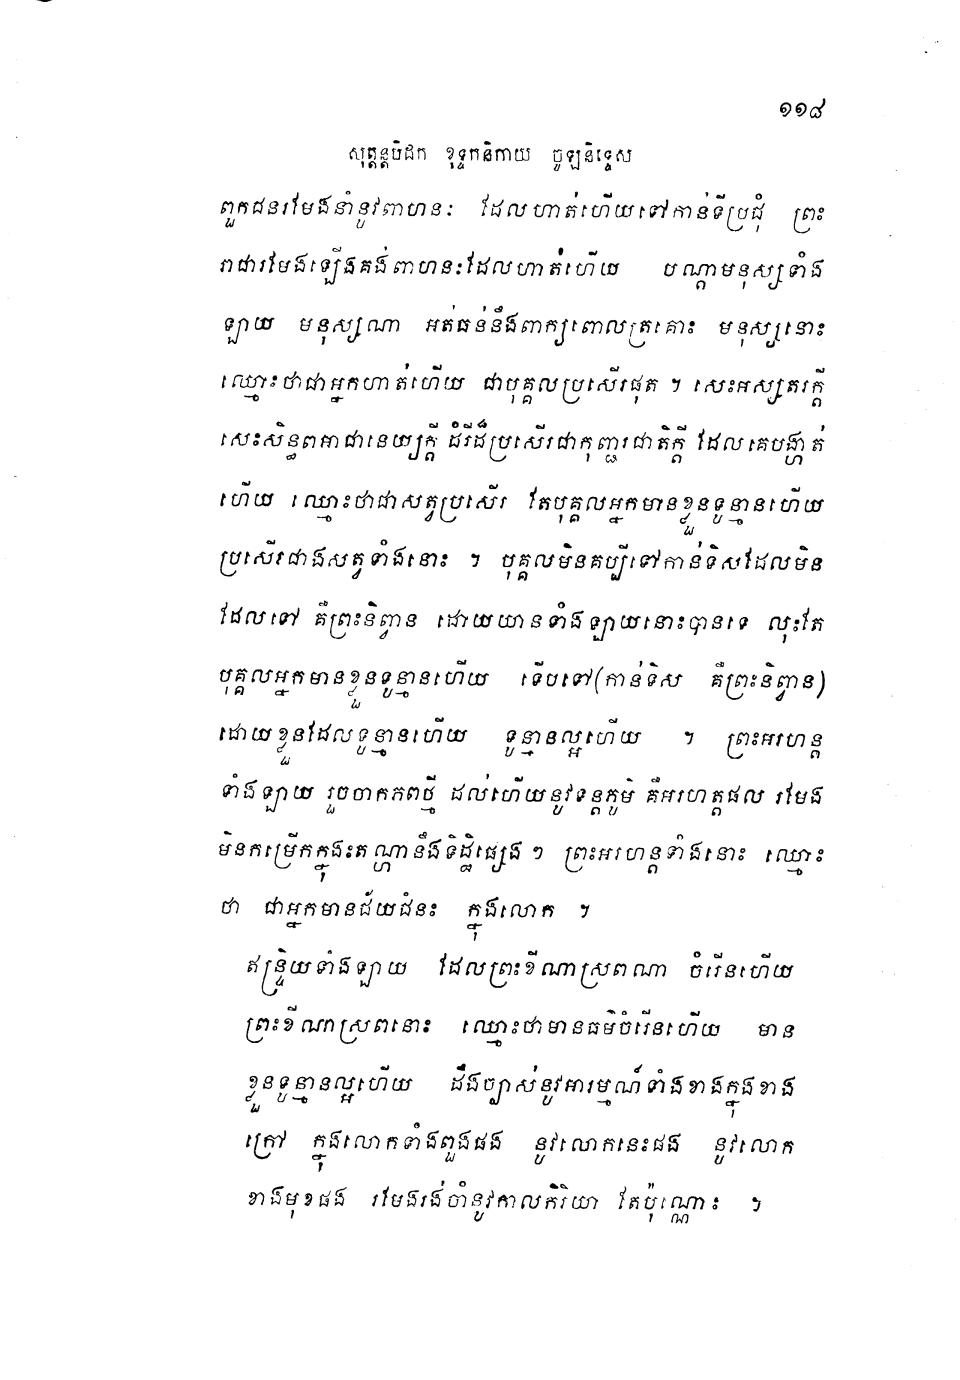 ១១៨
សុត្តន្តបិដក ខុទ្ទកនិកាយ ចូឡនិទ្ទេស
ពួកជនរមែងនាំនូវពាហនៈ ដែលហាត់ហើយទៅកាន់ទីប្រជុំ ព្រះ
រាជារមែងឡើងគង់ពាហនៈដែលហាត់ហើយ បណ្តាមនុស្សទាំង
ឡាយ មនុស្សណា អត់ធន់នឹងពាក្យពោលត្រគោះ មនុស្សនោះ
ឈ្មោះថាជាអ្នកហាត់ហើយ ជាបុគ្គលប្រសើរផុត ។ សេះអស្សតរក្តី
សេះសិន្ធពអាជានេយ្យក្តី ដំរីដ៏ប្រសើរជាកុញ្ជរជាតិក្តី ដែលគេបង្ហាត់
ហើយ ឈ្មោះថាជាសត្វប្រសើរ តែបុគ្គលអ្នកមានខ្លួនទូន្មានហើយ
ប្រសើរជាងសត្វទាំងនោះ ។ បុគ្គលមិនគប្បីទៅកាន់ទិសដែលមិន
ដែលទៅ គឺព្រះនិព្វាន ដោយយានទាំងឡាយនោះបានទេ លុះតែ
បុគ្គលអ្នកមានខ្លួនទូន្មានហើយ ទើបទៅ(កាន់ទិស គឺព្រះនិព្វាន)
ដោយខ្លួនដែលទូន្មានហើយ ទូន្មានល្អហើយ ។ ព្រះអរហន្ត
ទាំងឡាយ រួចចាកភពថ្មី ដល់ហើយនូវទន្តភូមិ គឺអរហត្តផល រមែង
មិនកម្រើកក្នុងះតណ្ហានឹងទិដ្ឋិផ្សេង ១ ព្រះអរហន្តទាំងនោះ ឈ្មោះ
ថា ជាអ្នកមានជ័យជំនះ ក្នុងលោក ។
ឥន្ទ្រិយទាំងឡាយ ដែលព្រះខីណាស្រពណា ចំរើនហើយ
ព្រះខីណាស្រពនោះ ឈ្មោះថាមានធម៌ចំរើនហើយ មាន
ខ្លួនទូន្មានល្អហើយ ដឹងច្បាស់នូវអារម្មណ៍ទាំងខាងក្នុងខាង
ក្រៅ ក្នុងលោកទាំងពួងផង នូវលោកនេះផង នូវលោក
ខាងមុខផង រមែងរង់ចាំនូវកាលកិរិយា តែប៉ុណ្ណោះ ។